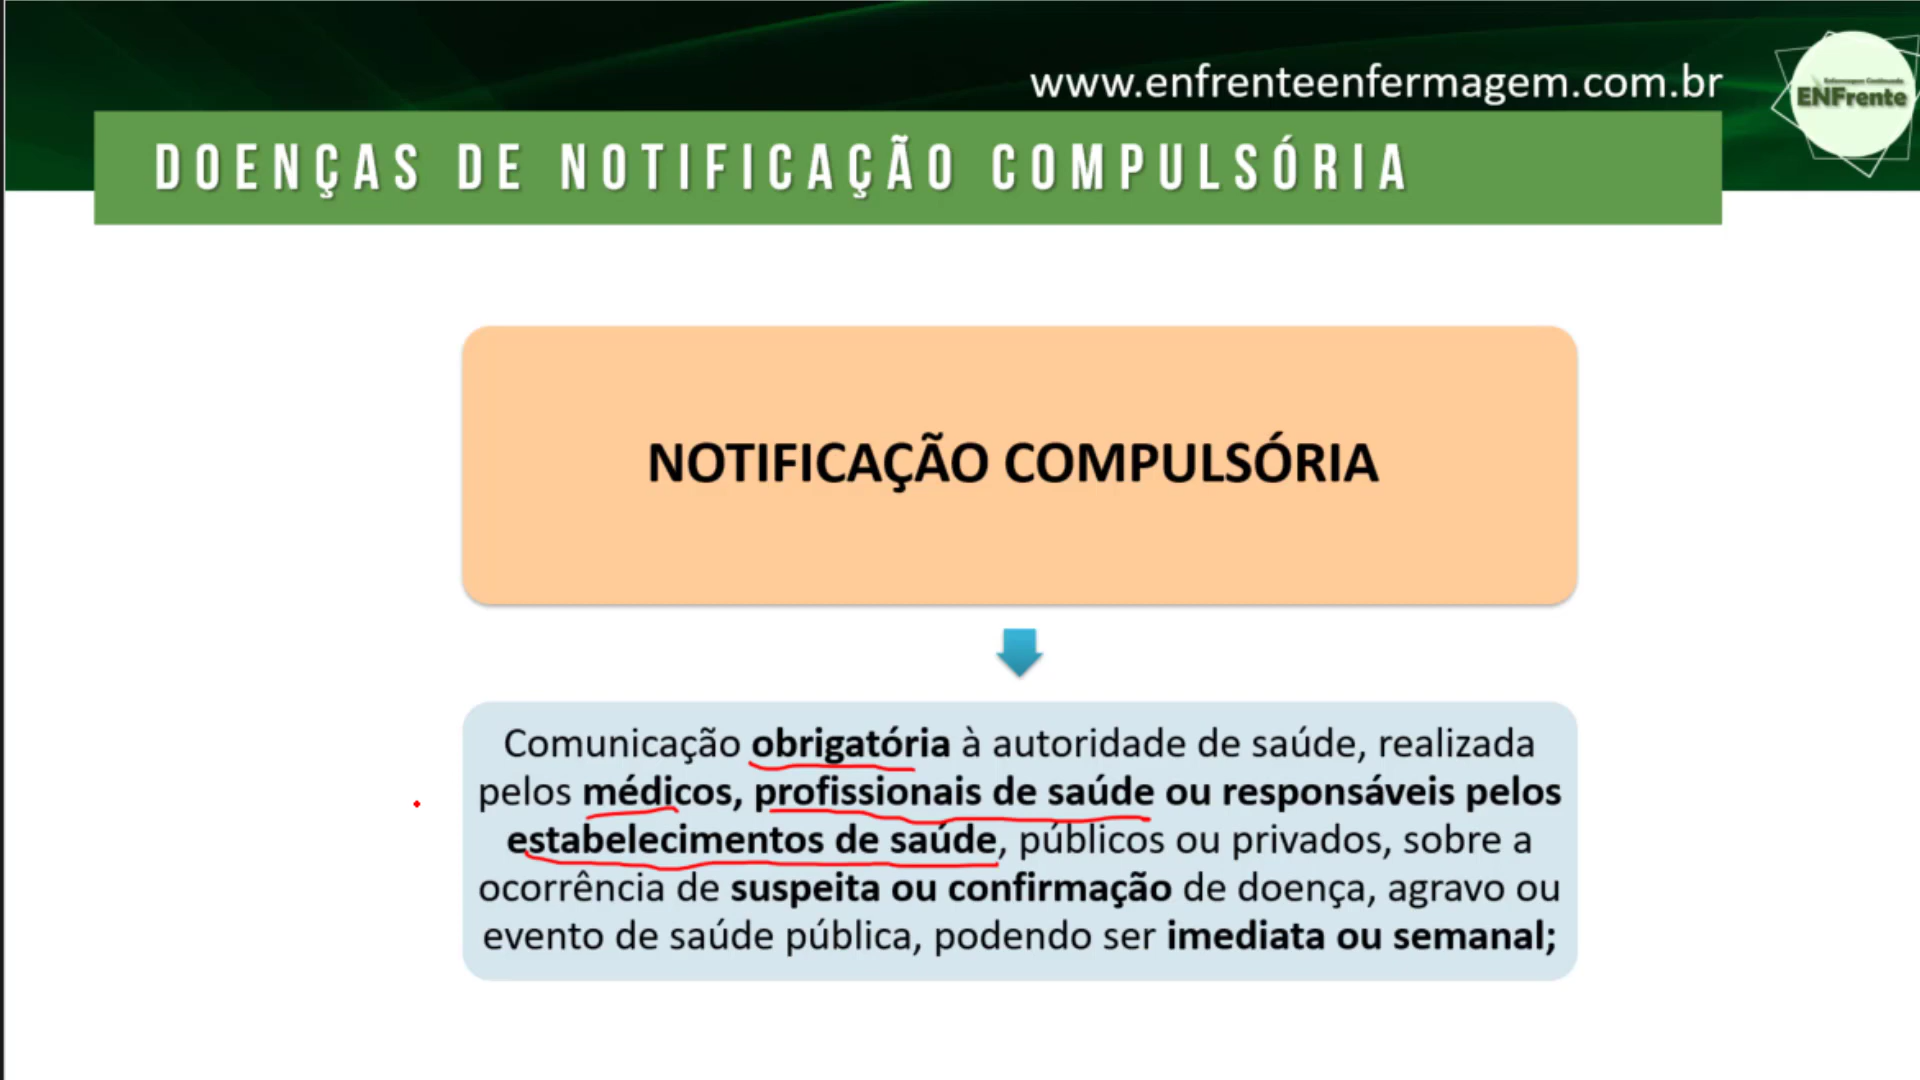 www.enfrenteenfermagem.com.br
ENFrente
DOENÇAS DE NOTIFICAÇÃO COMPULSÓRIA
NOTIFICAÇÃO COMPULSÓRIA
Comunicação obrigatória à autoridade de saúde, realizada
pelos médicos, profissionais de saúde ou responsáveis pelos
estabelecimentos de saúde, públicos ou privados, sobre a
ocorrência de suspeita ou confirmação de doença, agravo ou
evento de saúde pública, podendo ser imediata ou semanal;